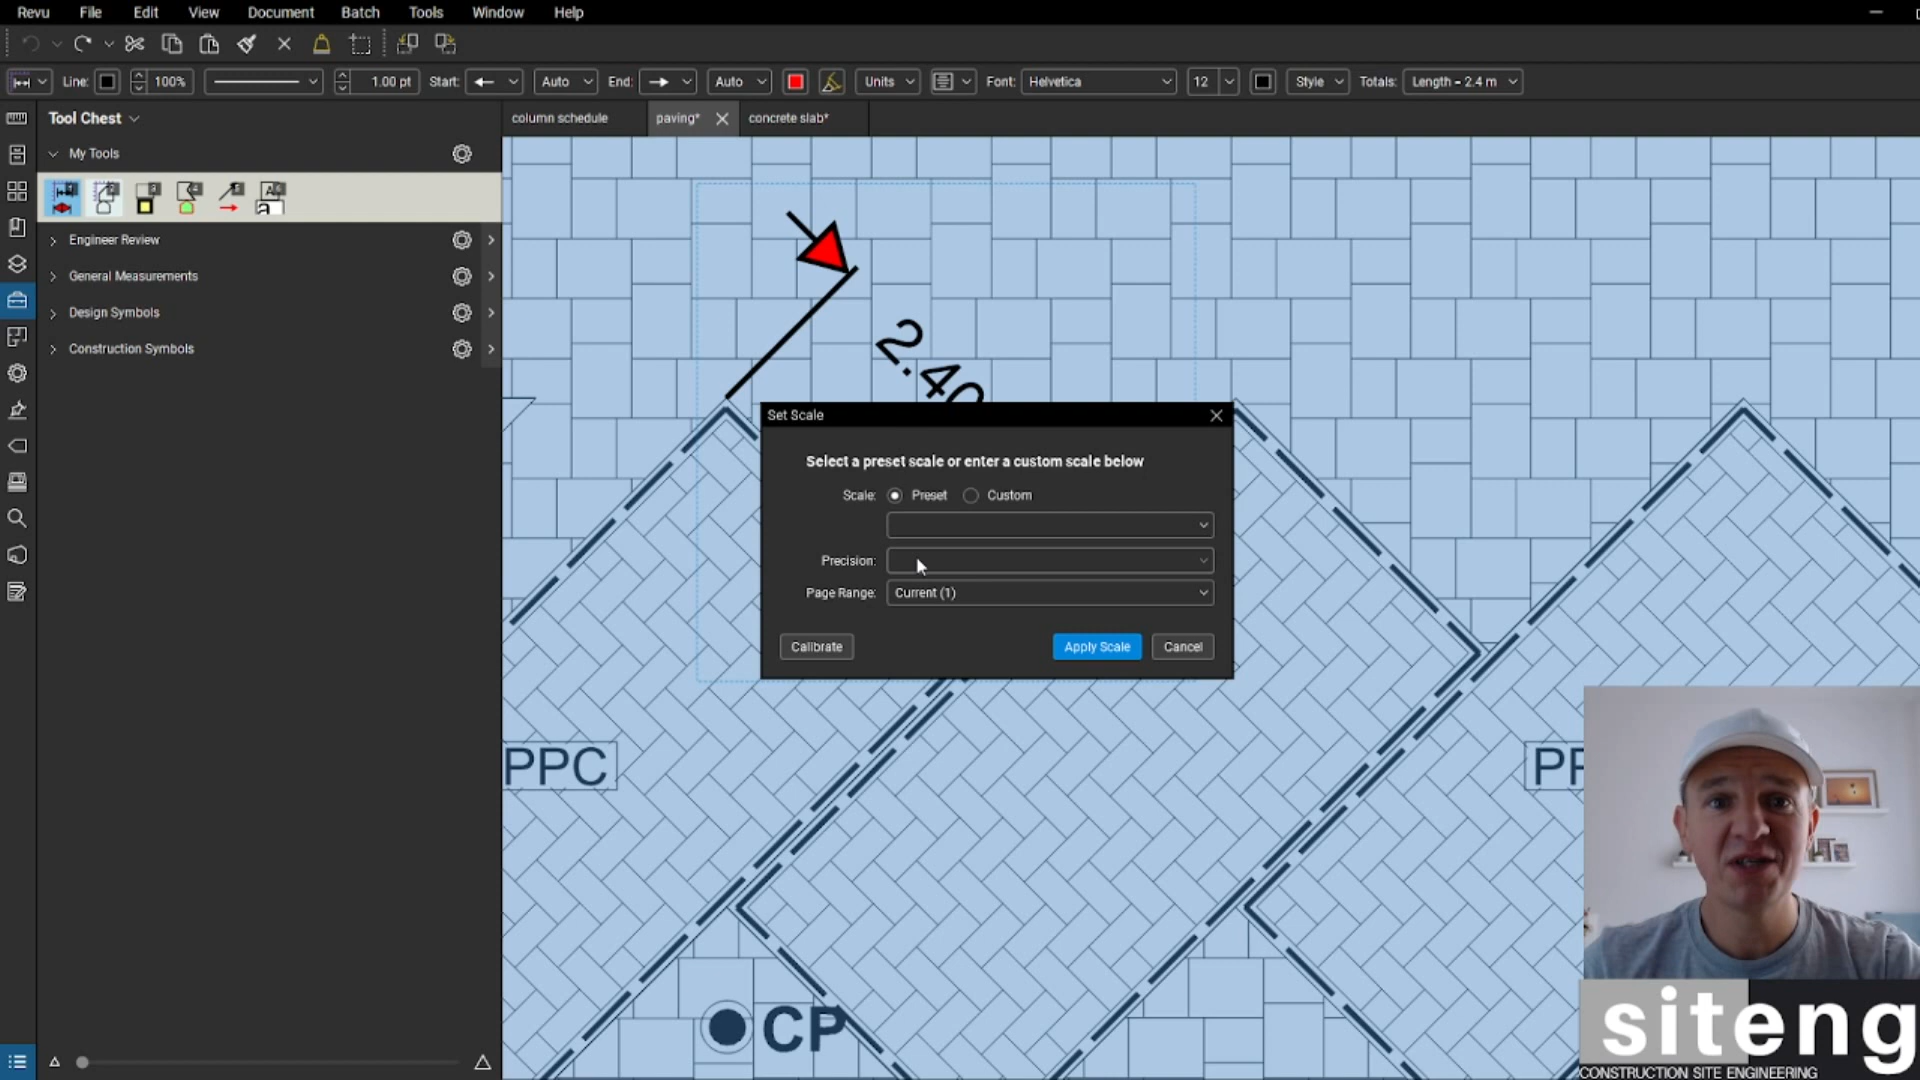 Revu File Edit View Document Batch Tools Window Help
Line: 100% 1.00 pt Start: Auto End: Auto Units Font: Helvetica 12 Style Totals: Length - 2.4 m
Tool Chest
column schedule paving* concrete slab*
My Tools
Engineer Review
General Measurements
Design Symbols
Construction Symbols
2.40
Set Scale
Select a preset scale or enter a custom scale below
Scale: Preset Custom
Precision:
Page Range: Current (1)
Calibrate Apply Scale Cancel
PPC
CP
siteng
CONSTRUCTION SITE ENGINEERING